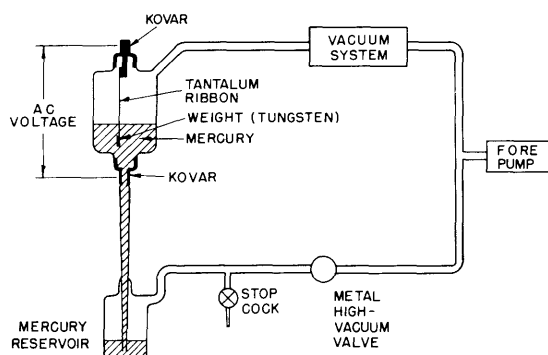 KOVAR
VACUUM
SYSTEM
TANTALUM
RIBBON
AC
VOLTAGE
WEIGHT (TUNGSTEN)
MERCURY
KOVAR
FORE
PUMP
STOP
COCK
METAL
HIGH-
VACUUM
VALVE
MERCURY
RESERVOIR